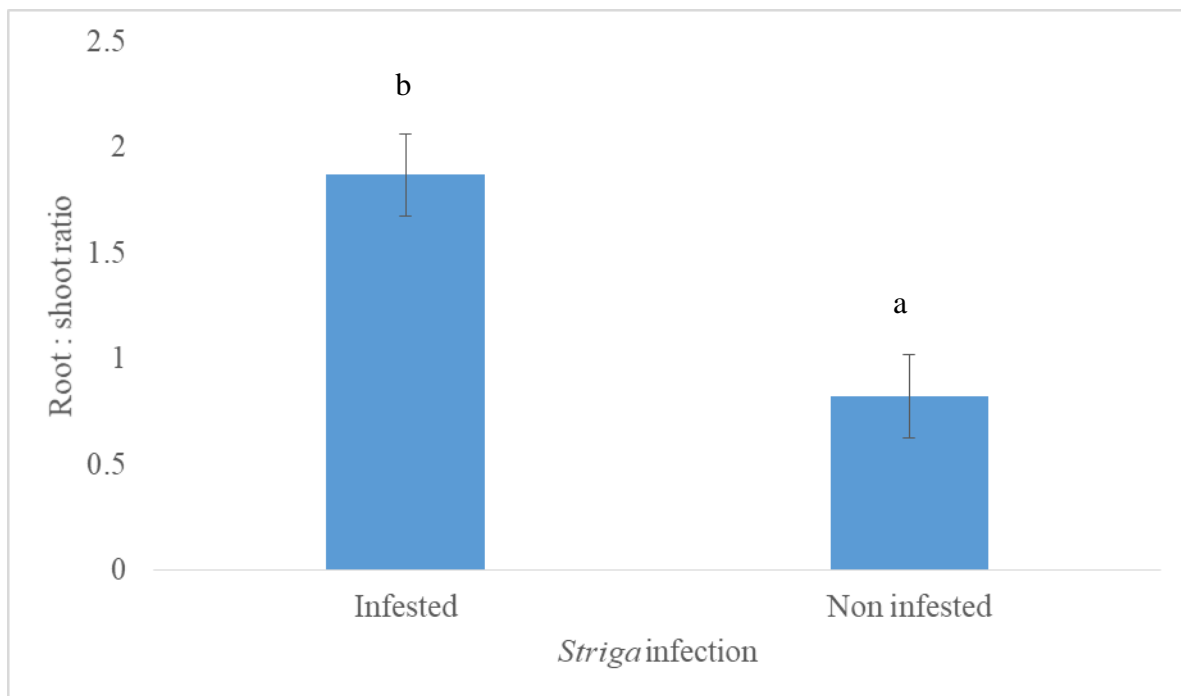 2.5
b
2
1.5
a
1
0.5
0
Root : shoot ratio
Infested
Non infested
Striga infection